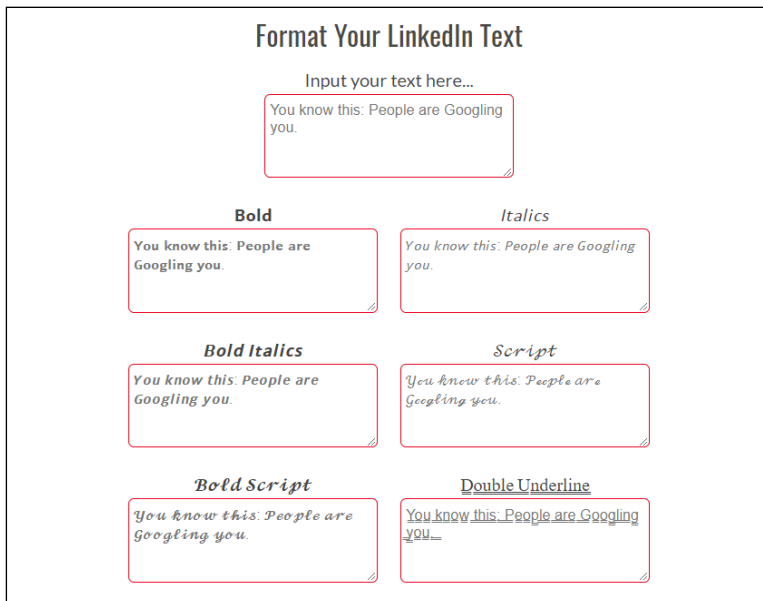 Format Your LinkedIn Text
Input your text here...
You know this: People are Googling
you.
Bold
You know this: People are
Googling you.
Italics
You know this: People are Googling
you.
Bold Italics
You know this: People are
Googling you.
Script
You know this: People are
Googling you.
Bold Script
You know this: People are
Googling you.
Double Underline
You know this: People are Googling
you.